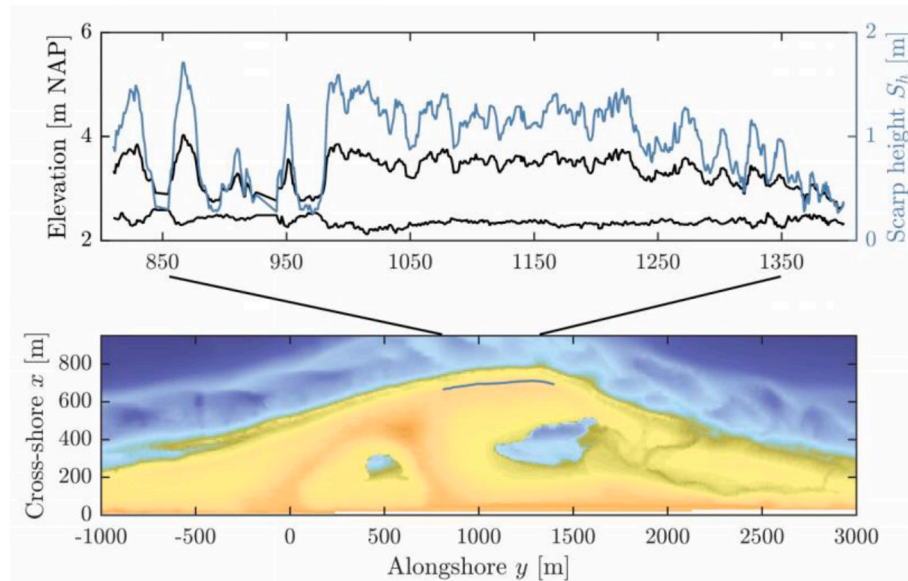 6
4
2
Elevation [m NAP]
2
1
0
Scarp height S_h [m]
850 950 1050 1150 1250 1350
800
600
400
200
0
Cross-shore x [m]
-1000 -500 0 500 1000 1500 2000 2500 3000
Alongshore y [m]